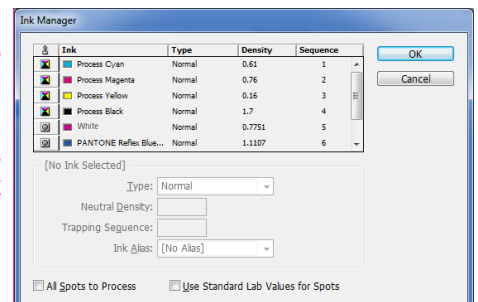 Ink Manager
Ink Type Density Sequence
Process Cyan Normal 0.61 1
Process Magenta Normal 0.76 2
Process Yellow Normal 0.16 3
Process Black Normal 1.7 4
White Normal 0.7751 5
PANTONE Reflex Blue... Normal 1.1107 6
OK
Cancel
[No Ink Selected]
Type: Normal
Neutral Density:
Trapping Sequence:
Ink Alias: [No Alias]
All Spots to Process Use Standard Lab Values for Spots